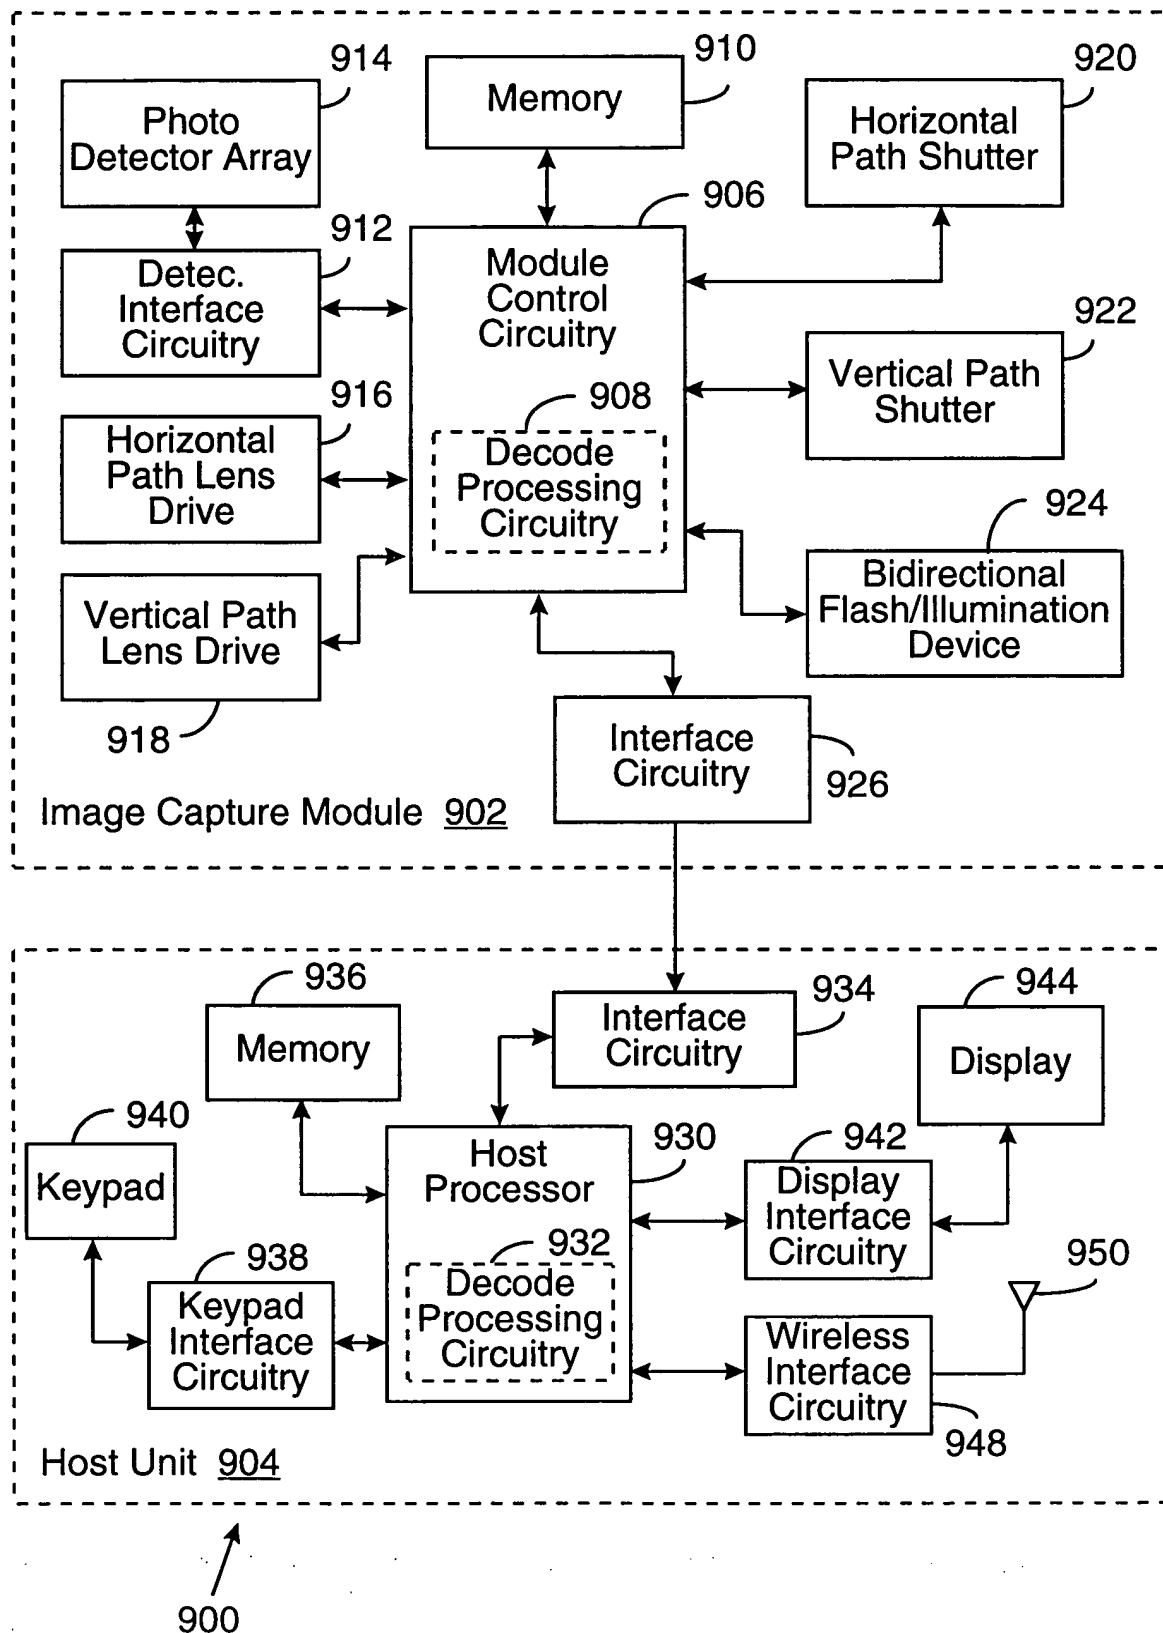 914
Photo
Detector Array
910
Memory
920
Horizontal
Path Shutter
912
Detec.
Interface
Circuitry
906
Module
Control
Circuitry
922
Vertical Path
Shutter
916
Horizontal
Path Lens
Drive
908
Decode
Processing
Circuitry
924
Bidirectional
Flash/Illumination
Device
Vertical Path
Lens Drive
918
Interface
Circuitry
926
Image Capture Module 902
936
Memory
934
Interface
Circuitry
944
Display
940
Keypad
930
Host
Processor
942
Display
Interface
Circuitry
938
Keypad
Interface
Circuitry
932
Decode
Processing
Circuitry
950
Wireless
Interface
Circuitry
948
Host Unit 904
900